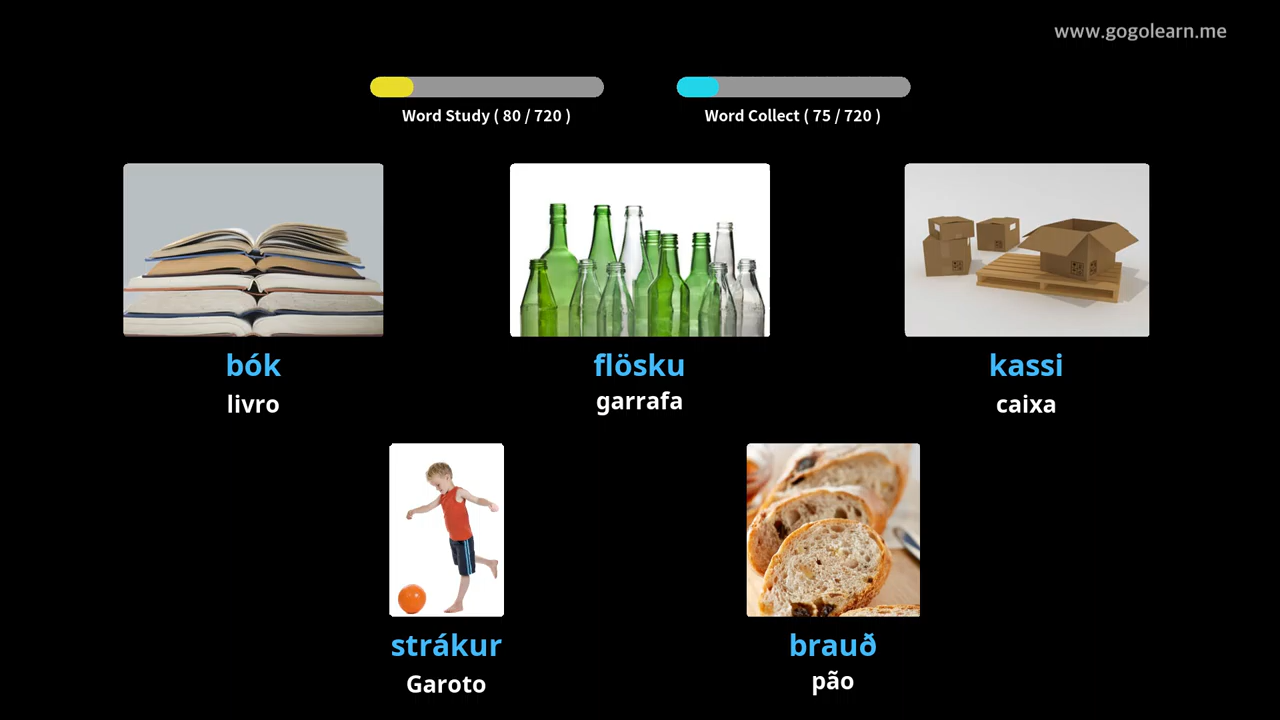 www.gogolearn.me
Word Study ( 80 / 720 )
Word Collect ( 75 / 720 )
bók
livro
flösku
garrafa
kassi
caixa
strákur
Garoto
brauð
pão